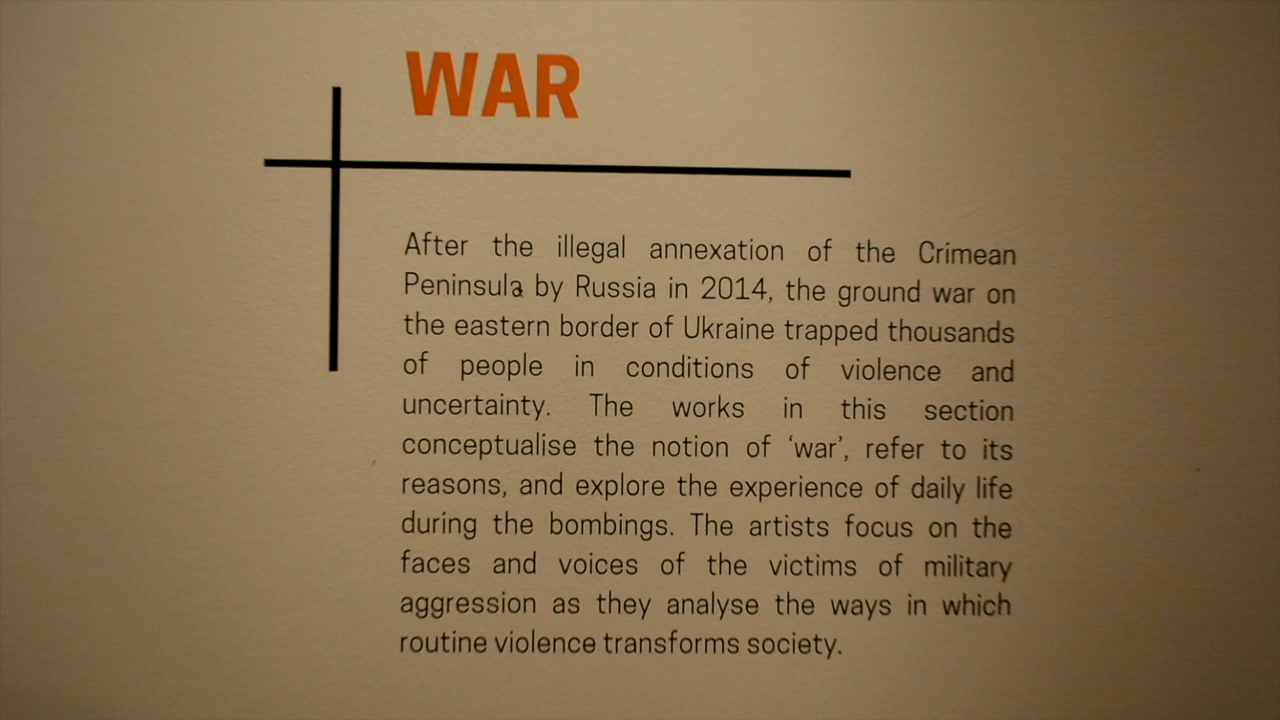 WAR
After the illegal annexation of the Crimean
Peninsula by Russia in 2014, the ground war on
the eastern border of Ukraine trapped thousands
of people in conditions of violence and
uncertainty. The works in this section
conceptualise the notion of ‘war’, refer to its
reasons, and explore the experience of daily life
during the bombings. The artists focus on the
faces and voices of the victims of military
aggression as they analyse the ways in which
routine violence transforms society.